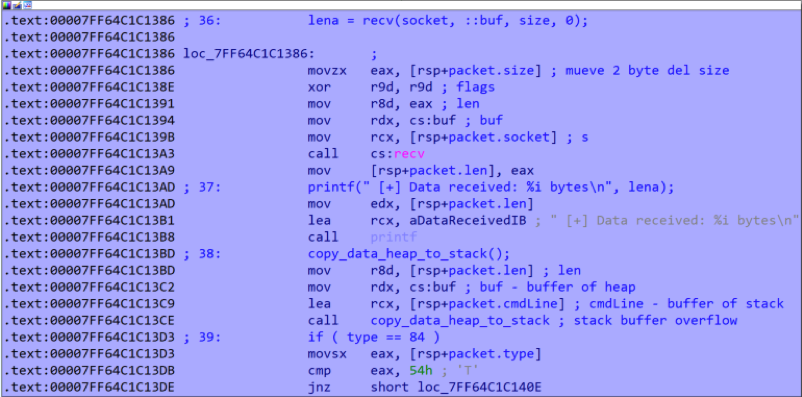 .text:00007FF64C1C1386 ; 36: lena = recv(socket, ::buf, size, 0);
.text:00007FF64C1C1386
.text:00007FF64C1C1386 loc_7FF64C1C1386: ;
.text:00007FF64C1C1386 movzx eax, [rsp+packet.size] ; mueve 2 byte del size
.text:00007FF64C1C138E xor r9d, r9d ; flags
.text:00007FF64C1C1391 mov r8d, eax ; len
.text:00007FF64C1C1394 mov rdx, cs:buf ; buf
.text:00007FF64C1C139B mov rcx, [rsp+packet.socket] ; s
.text:00007FF64C1C13A3 call cs:recv
.text:00007FF64C1C13A9 mov [rsp+packet.len], eax
.text:00007FF64C1C13AD ; 37: printf(" [+] Data received: %i bytes\n", lena);
.text:00007FF64C1C13AD mov edx, [rsp+packet.len]
.text:00007FF64C1C13B1 lea rcx, aDataReceivedIB ; " [+] Data received: %i bytes\n"
.text:00007FF64C1C13B8 call printf
.text:00007FF64C1C13BD ; 38: copy_data_heap_to_stack();
.text:00007FF64C1C13BD mov r8d, [rsp+packet.len] ; len
.text:00007FF64C1C13C2 mov rdx, cs:buf ; buf - buffer of heap
.text:00007FF64C1C13C9 lea rcx, [rsp+packet.cmdLine] ; cmdLine - buffer of stack
.text:00007FF64C1C13CE call copy_data_heap_to_stack ; stack buffer overflow
.text:00007FF64C1C13D3 ; 39: if ( type == 84 )
.text:00007FF64C1C13D3 movsx eax, [rsp+packet.type]
.text:00007FF64C1C13DB cmp eax, 54h ; 'T'
.text:00007FF64C1C13DE jnz short loc_7FF64C1C140E